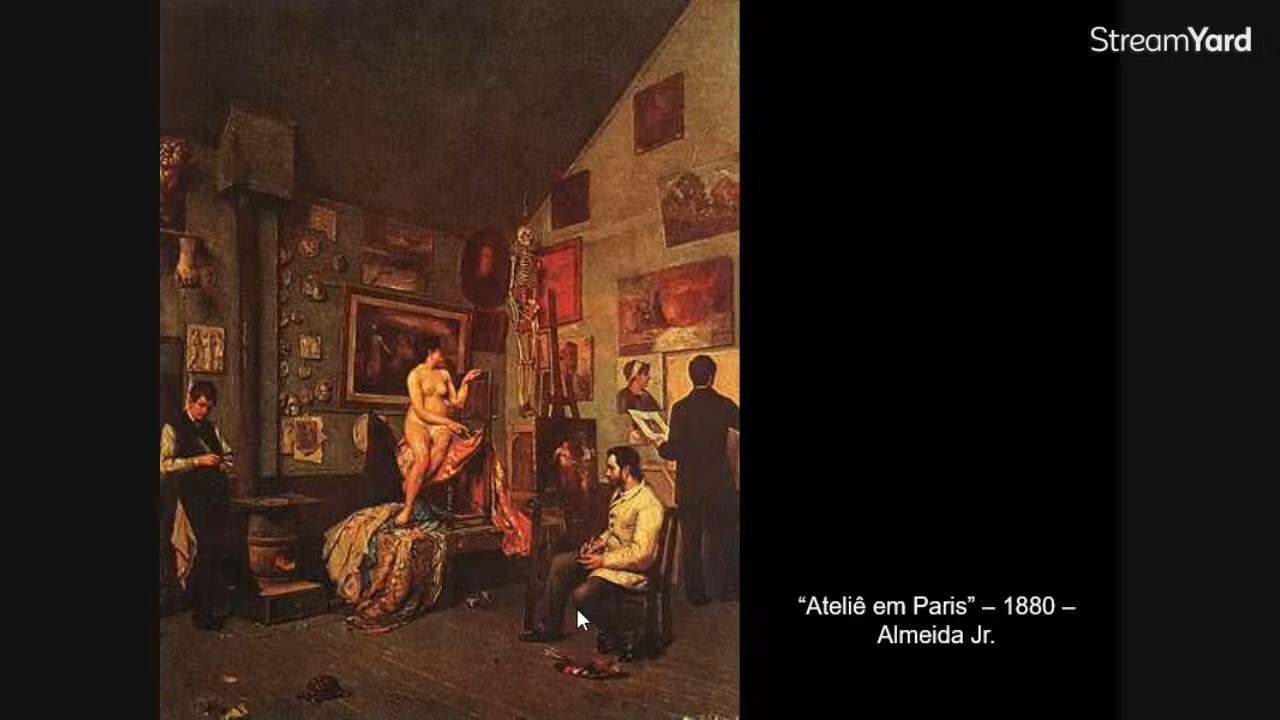 StreamYard
“Ateliê em Paris” – 1880 –
Almeida Jr.